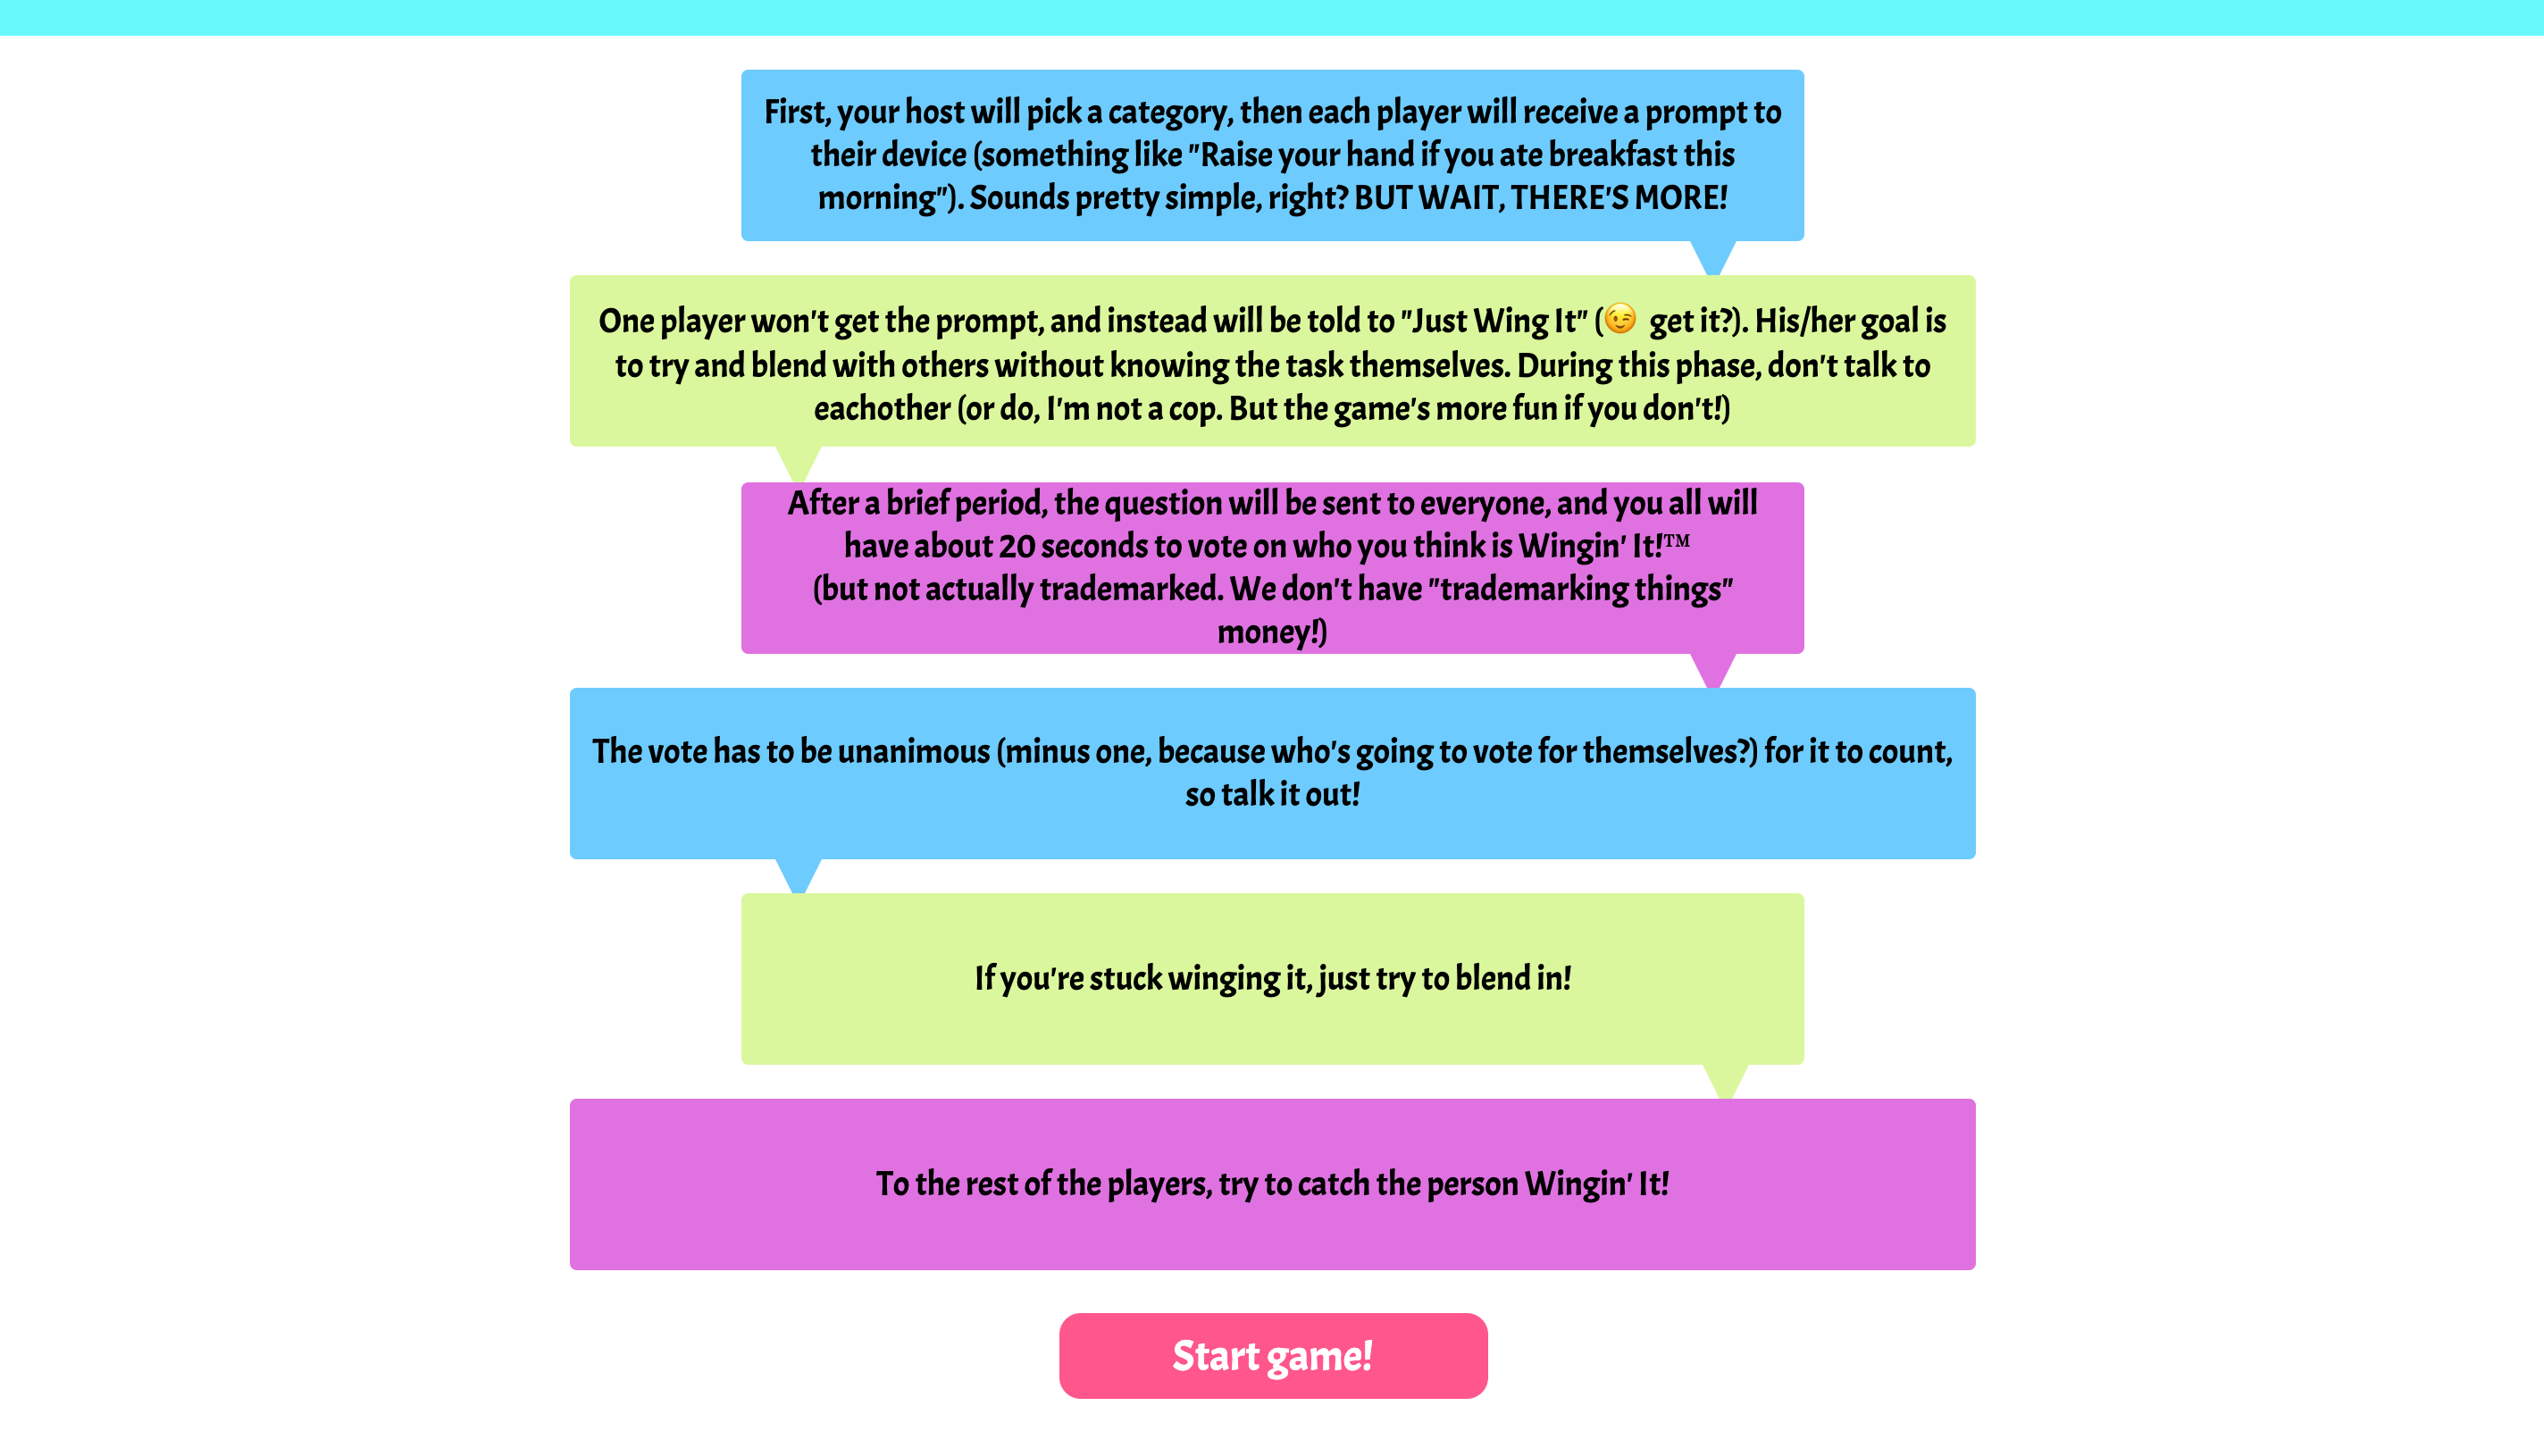 First, your host will pick a category, then each player will receive a prompt to
their device (something like "Raise your hand if you ate breakfast this
morning"). Sounds pretty simple, right? BUT WAIT, THERE'S MORE!
One player won't get the prompt, and instead will be told to "Just Wing It" (😉 get it?). His/her goal is
to try and blend with others without knowing the task themselves. During this phase, don't talk to
eachother (or do, I'm not a cop. But the game's more fun if you don't!)
After a brief period, the question will be sent to everyone, and you all will
have about 20 seconds to vote on who you think is Wingin' It!™
(but not actually trademarked. We don't have "trademarking things"
money!)
The vote has to be unanimous (minus one, because who's going to vote for themselves?) for it to count,
so talk it out!
If you're stuck winging it, just try to blend in!
To the rest of the players, try to catch the person Wingin' It!
Start game!